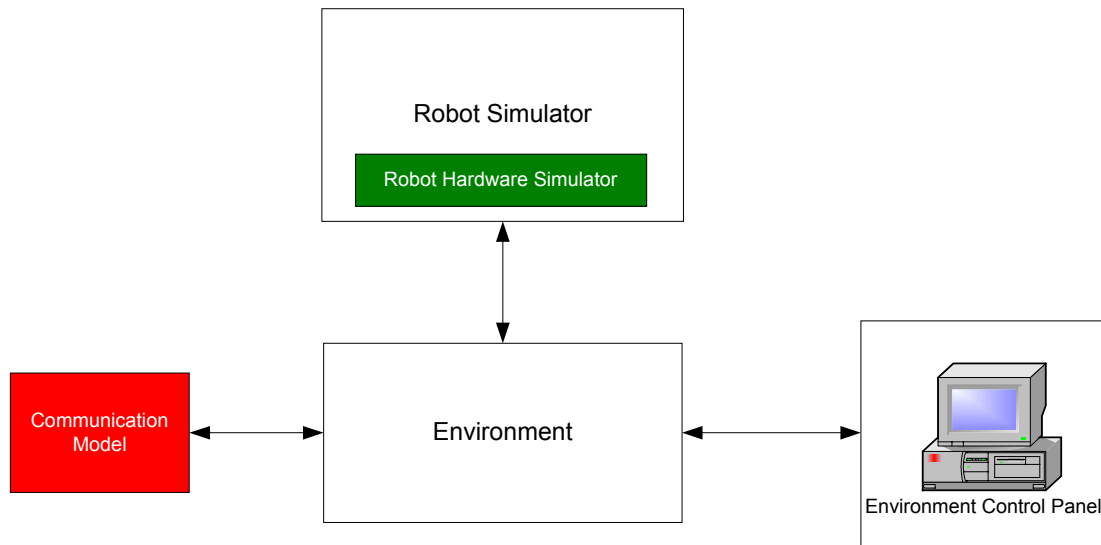 Robot Simulator
Robot Hardware Simulator
Communication
Model
Environment
Environment Control Panel